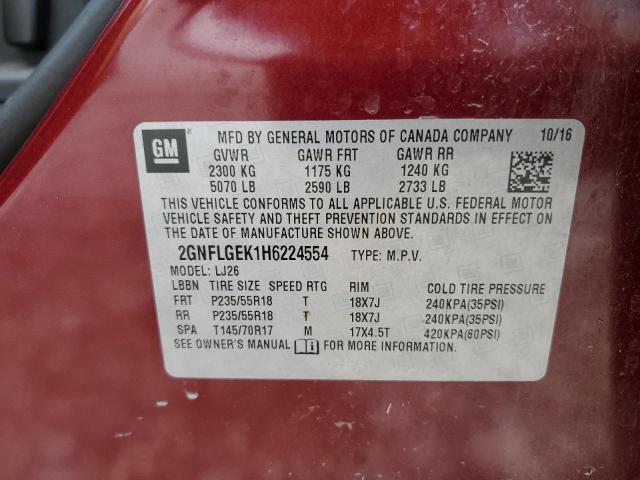 GM MFD BY GENERAL MOTORS OF CANADA COMPANY 10/16
GVWR GAWR FRT GAWR RR
2300 KG 1175 KG 1240 KG
5070 LB 2590 LB 2733 LB
THIS VEHICLE CONFORMS TO ALL APPLICABLE U.S. FEDERAL MOTOR
VEHICLE SAFETY AND THEFT PREVENTION STANDARDS IN EFFECT ON
THE DATE OF MANUFACTURE SHOWN ABOVE.
2GNFLGEK1H6224554 TYPE: M.P.V.
MODEL: LJ26
LBBN TIRE SIZE SPEED RTG RIM COLD TIRE PRESSURE
FRT P235/55R18 T 18X7J 240KPA(35PSI)
RR P235/55R18 T 18X7J 240KPA(35PSI)
SPA T145/70R17 M 17X4.5T 420KPA(60PSI)
SEE OWNER'S MANUAL i FOR MORE INFORMATION.